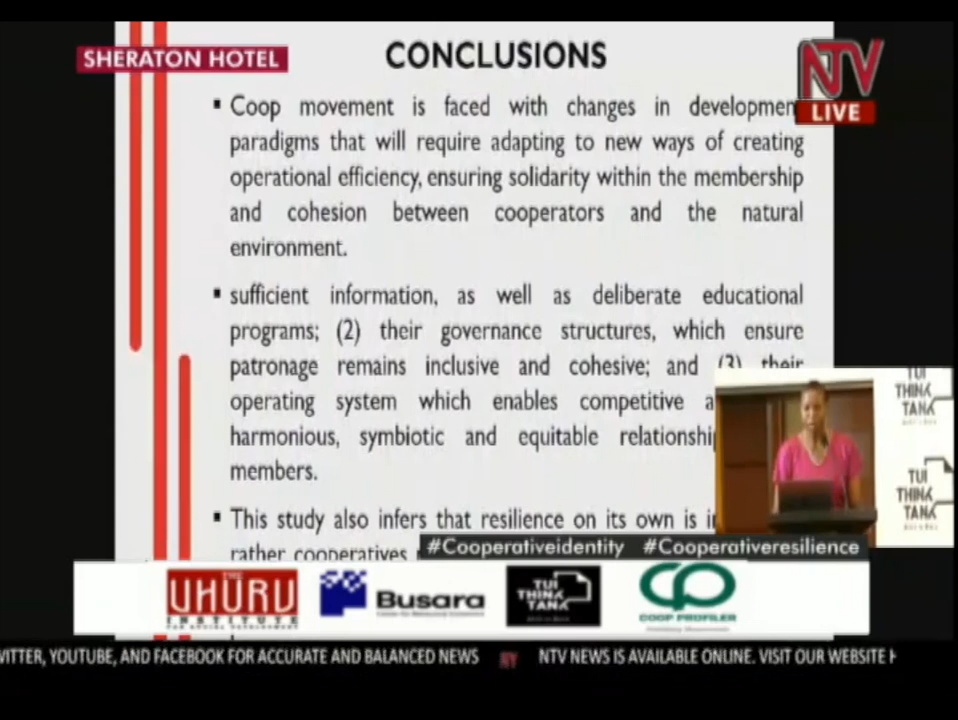 SHERATON HOTEL
CONCLUSIONS
NTV
LIVE
▪ Coop movement is faced with changes in development
paradigms that will require adapting to new ways of creating
operational efficiency, ensuring solidarity within the membership
and cohesion between cooperators and the natural
environment.
▪ sufficient information, as well as deliberate educational
programs; (2) their governance structures, which ensure
patronage remains inclusive and cohesive; and (3) their
operating system which enables competitive
harmonious, symbiotic and equitable
members.
▪ This study also infers that resilience on its own is
rather cooperatives
TUI
THINK
TANK
TUI
THINK
TANK
#Cooperativeidentity #Cooperativeresilience
THE
UHURU
INSTITUTE
FOR SOCIAL DEVELOPMENT
Busara
TUI
THINK
TANK
COOP PROFILER
WITTER, YOUTUBE, AND FACEBOOK FOR ACCURATE AND BALANCED NEWS NTV NEWS IS AVAILABLE ONLINE. VISIT OUR WEBSITE